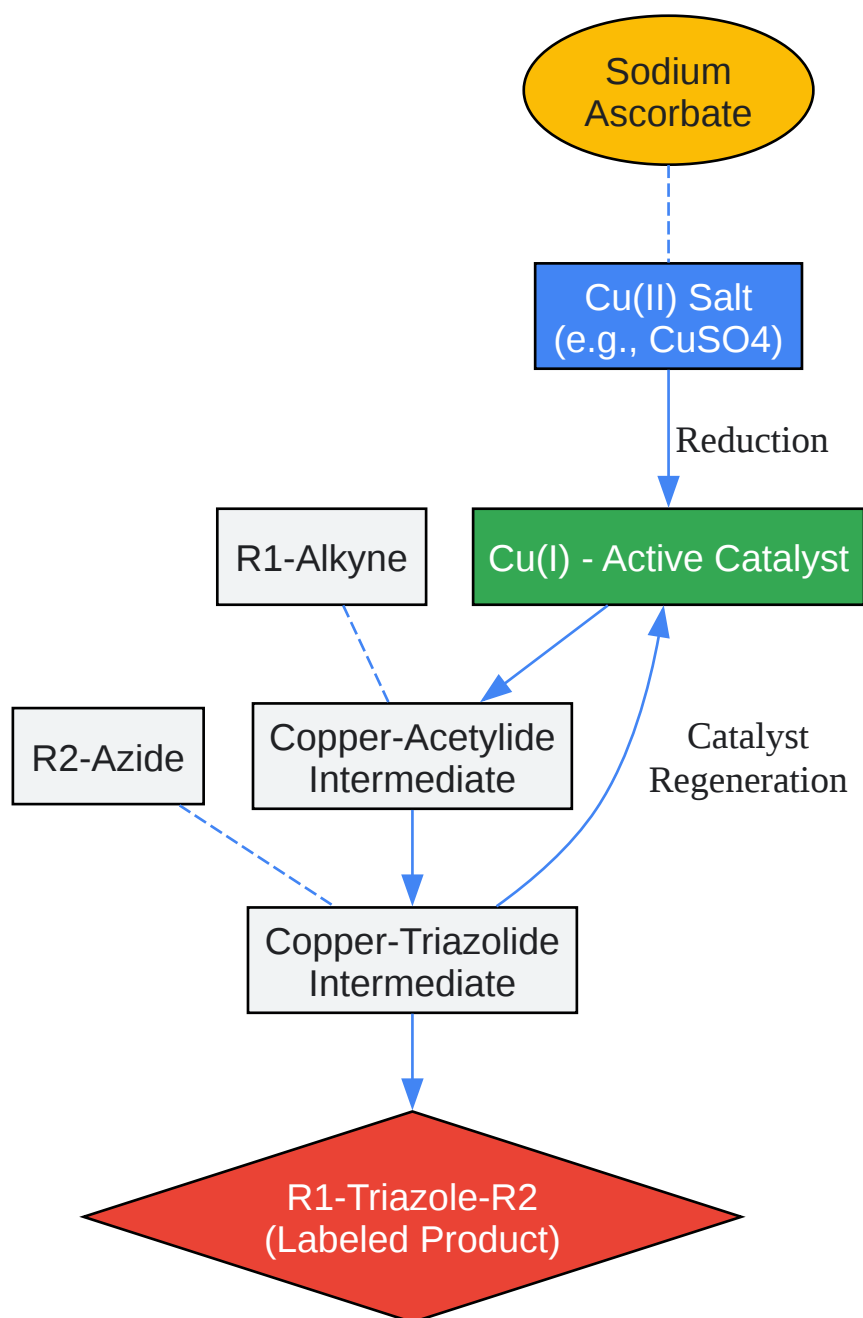 Sodium
Ascorbate
Cu(II) Salt
(e.g., CuSO4)
Reduction
R1-Alkyne
Cu(I) - Active Catalyst
R2-Azide
Copper-Acetylide
Intermediate
Catalyst
Regeneration
Copper-Triazolide
Intermediate
R1-Triazole-R2
(Labeled Product)